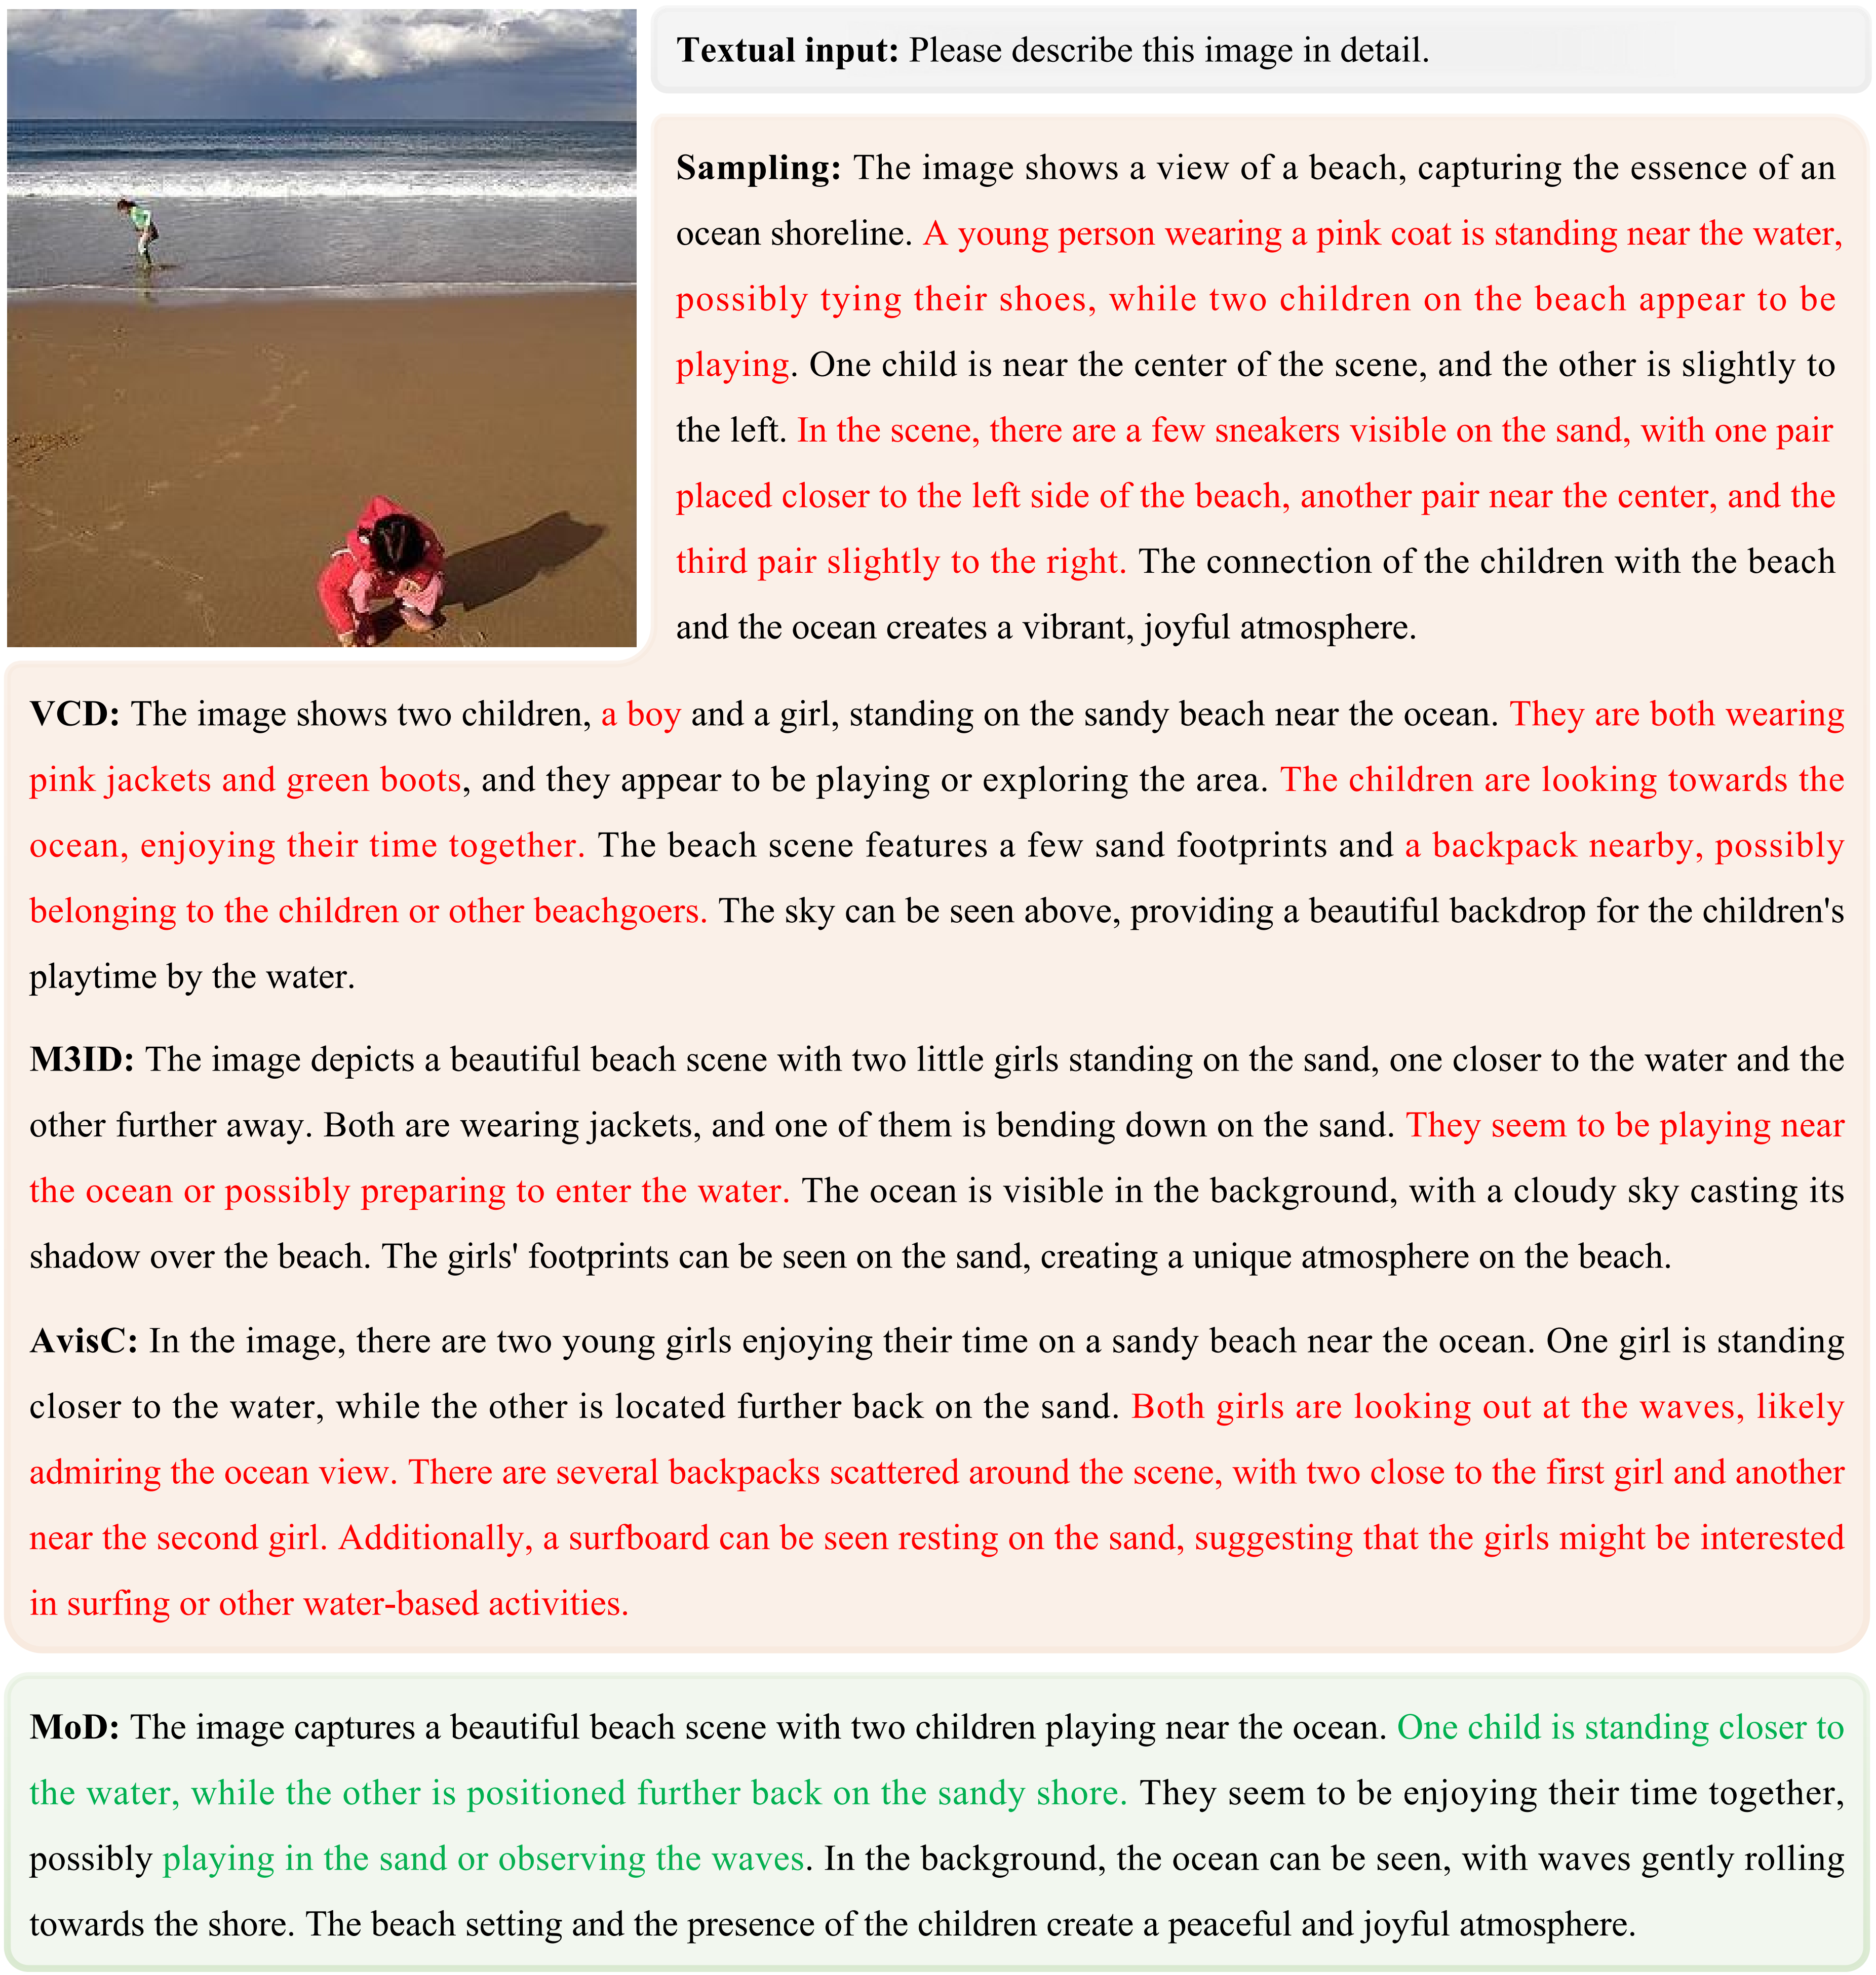 Textual input: Please describe this image in detail.
Sampling: The image shows a view of a beach, capturing the essence of an
ocean shoreline. A young person wearing a pink coat is standing near the water,
possibly tying their shoes, while two children on the beach appear to be
playing. One child is near the center of the scene, and the other is slightly to
the left. In the scene, there are a few sneakers visible on the sand, with one pair
placed closer to the left side of the beach, another pair near the center, and the
third pair slightly to the right. The connection of the children with the beach
and the ocean creates a vibrant, joyful atmosphere.
VCD: The image shows two children, a boy and a girl, standing on the sandy beach near the ocean. They are both wearing
pink jackets and green boots, and they appear to be playing or exploring the area. The children are looking towards the
ocean, enjoying their time together. The beach scene features a few sand footprints and a backpack nearby, possibly
belonging to the children or other beachgoers. The sky can be seen above, providing a beautiful backdrop for the children's
playtime by the water.
M3ID: The image depicts a beautiful beach scene with two little girls standing on the sand, one closer to the water and the
other further away. Both are wearing jackets, and one of them is bending down on the sand. They seem to be playing near
the ocean or possibly preparing to enter the water. The ocean is visible in the background, with a cloudy sky casting its
shadow over the beach. The girls' footprints can be seen on the sand, creating a unique atmosphere on the beach.
AvisC: In the image, there are two young girls enjoying their time on a sandy beach near the ocean. One girl is standing
closer to the water, while the other is located further back on the sand. Both girls are looking out at the waves, likely
admiring the ocean view. There are several backpacks scattered around the scene, with two close to the first girl and another
near the second girl. Additionally, a surfboard can be seen resting on the sand, suggesting that the girls might be interested
in surfing or other water-based activities.
MoD: The image captures a beautiful beach scene with two children playing near the ocean. One child is standing closer to
the water, while the other is positioned further back on the sandy shore. They seem to be enjoying their time together,
possibly playing in the sand or observing the waves. In the background, the ocean can be seen, with waves gently rolling
towards the shore. The beach setting and the presence of the children create a peaceful and joyful atmosphere.